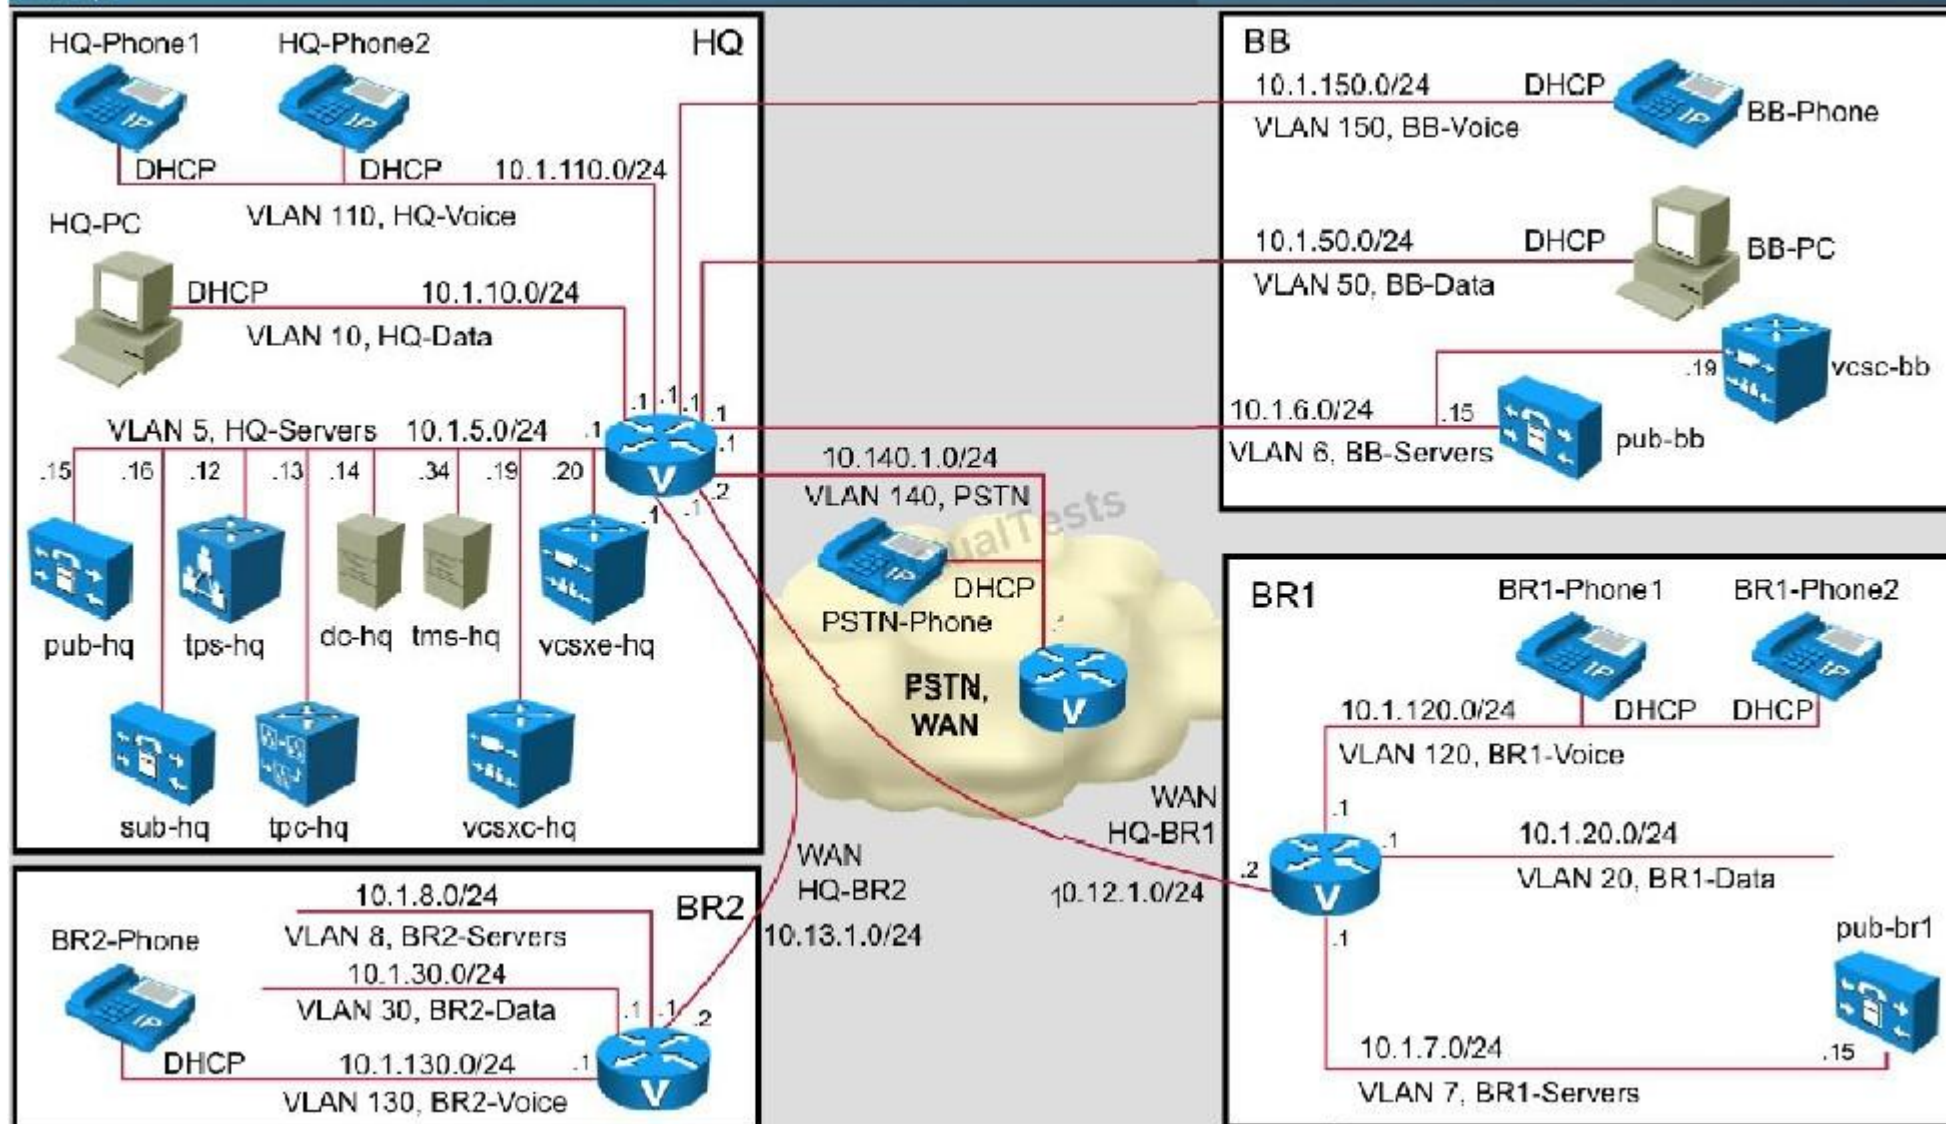 HQ-Phone1
HQ-Phone2
HQ
DHCP
DHCP
10.1.110.0/24
VLAN 110, HQ-Voice
HQ-PC
DHCP
10.1.10.0/24
VLAN 10, HQ-Data
.1
.1
.1
.1
.1
VLAN 5, HQ-Servers
10.1.5.0/24
.1
.15
.16
.12
.13
.14
.34
.19
.20
V
.2
.1
.1
pub-hq
tps-hq
dc-hq
tms-hq
vcsxe-hq
sub-hq
tpc-hq
vcsxc-hq
BB
10.1.150.0/24
DHCP
VLAN 150, BB-Voice
IP
BB-Phone
10.1.50.0/24
DHCP
VLAN 50, BB-Data
BB-PC
.19
vcsc-bb
10.1.6.0/24
.15
VLAN 6, BB-Servers
pub-bb
10.140.1.0/24
VLAN 140, PSTN
IP
DHCP
PSTN-Phone
PSTN,
WAN
V
WAN
HQ-BR1
10.12.1.0/24
WAN
HQ-BR2
10.13.1.0/24
BR2
10.1.8.0/24
VLAN 8, BR2-Servers
BR2-Phone
10.1.30.0/24
VLAN 30, BR2-Data
.1
.1
.2
IP
DHCP
10.1.130.0/24
.1
VLAN 130, BR2-Voice
V
BR1
BR1-Phone1
BR1-Phone2
IP
IP
10.1.120.0/24
DHCP
DHCP
VLAN 120, BR1-Voice
.1
.1
10.1.20.0/24
VLAN 20, BR1-Data
.2
V
.1
pub-br1
10.1.7.0/24
.15
VLAN 7, BR1-Servers